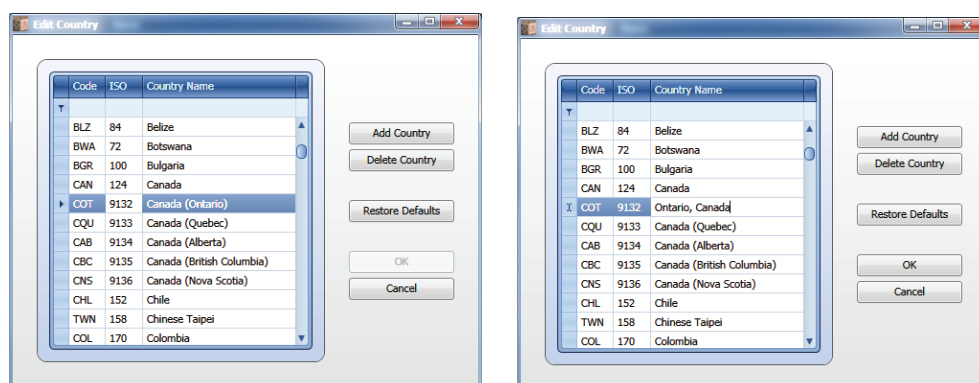 Edit Country
Code ISO Country Name
BLZ 84 Belize
BWA 72 Botswana
BGR 100 Bulgaria
CAN 124 Canada
COT 9132 Canada (Ontario)
CQU 9133 Canada (Quebec)
CAB 9134 Canada (Alberta)
CBC 9135 Canada (British Columbia)
CNS 9136 Canada (Nova Scotia)
CHL 152 Chile
TWN 158 Chinese Taipei
COL 170 Colombia
Add Country
Delete Country
Restore Defaults
OK
Cancel
Edit Country
Code ISO Country Name
BLZ 84 Belize
BWA 72 Botswana
BGR 100 Bulgaria
CAN 124 Canada
COT 9132 Ontario, Canada
CQU 9133 Canada (Quebec)
CAB 9134 Canada (Alberta)
CBC 9135 Canada (British Columbia)
CNS 9136 Canada (Nova Scotia)
CHL 152 Chile
TWN 158 Chinese Taipei
COL 170 Colombia
Add Country
Delete Country
Restore Defaults
OK
Cancel